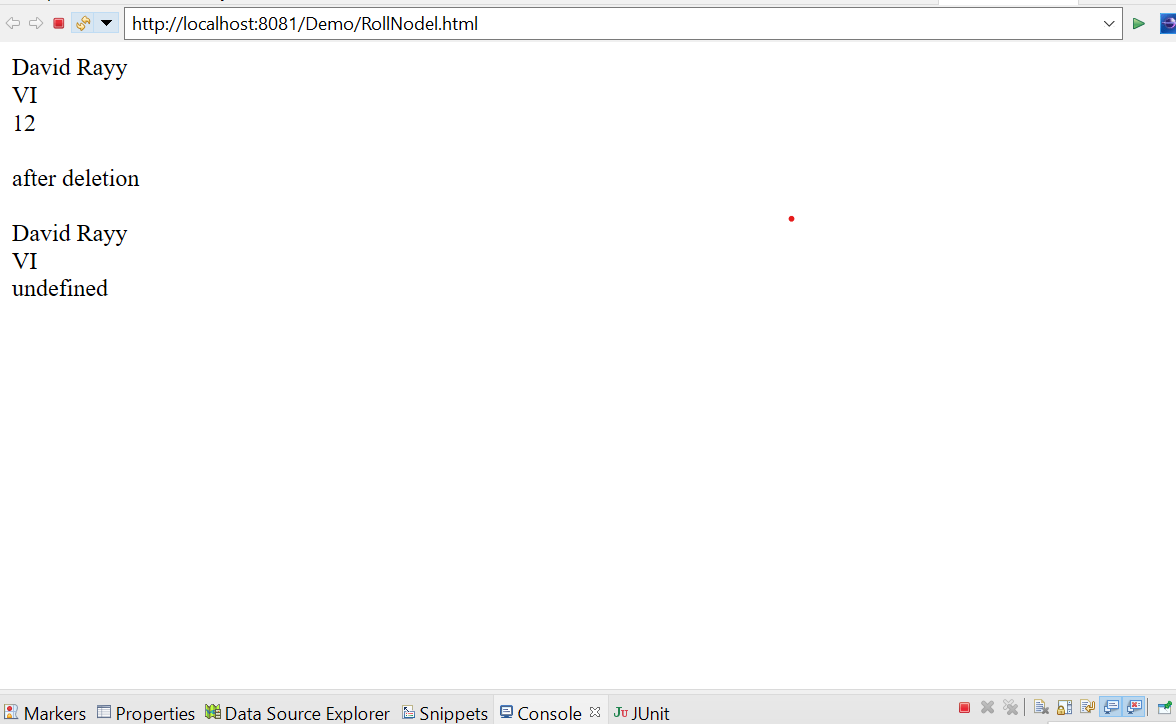 http://localhost:8081/Demo/RollNodel.html
David Rayy
VI
12
after deletion
David Rayy
VI
undefined
Markers Properties Data Source Explorer Snippets Console JUnit